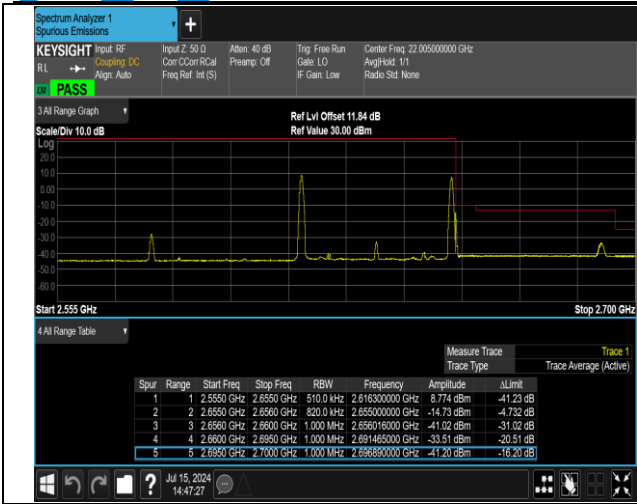 Spectrum Analyzer 1
Spurious Emissions
KEYSIGHT Input: RF Input Z: 50 Ω Atten: 40 dB Trig: Free Run Center Freq: 22.005000000 GHz
RL Coupling: DC Corr CCorr RCal Preamp: Off Gate: LO Avg|Hold: 1/1
Align: Auto Freq Ref: Int (S) IF Gain: Low Radio Std: None
PASS
3 All Range Graph
Ref Lvl Offset 11.84 dB
Scale/Div 10.0 dB Ref Value 30.00 dBm
Log
20.0
10.0
0.00
-10.0
-20.0
-30.0
-40.0
-50.0
-60.0
Start 2.555 GHz Stop 2.700 GHz
4 All Range Table
Measure Trace Trace 1
Trace Type Trace Average (Active)
Spur Range Start Freq Stop Freq RBW Frequency Amplitude ΔLimit
1 1 2.5550 GHz 2.6550 GHz 510.0 kHz 2.616300000 GHz 8.774 dBm -41.23 dB
2 2 2.6550 GHz 2.6560 GHz 820.0 kHz 2.655000000 GHz -14.73 dBm -4.732 dB
3 3 2.6560 GHz 2.6600 GHz 1.000 MHz 2.656016000 GHz -41.02 dBm -31.02 dB
4 4 2.6600 GHz 2.6950 GHz 1.000 MHz 2.691465000 GHz -33.51 dBm -20.51 dB
5 5 2.6950 GHz 2.7000 GHz 1.000 MHz 2.696890000 GHz -41.20 dBm -16.20 dB
Jul 15, 2024
14:47:27